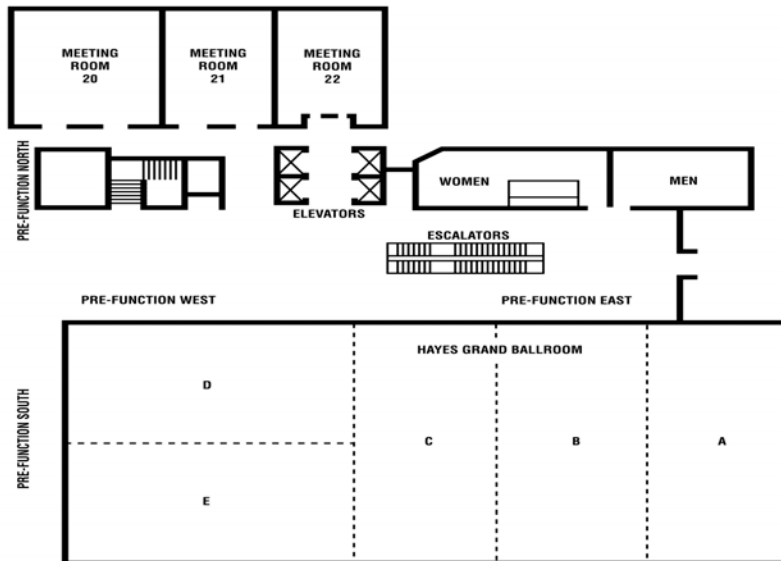 MEETING
ROOM
20
MEETING
ROOM
21
MEETING
ROOM
22
PRE-FUNCTION NORTH
WOMEN
MEN
ELEVATORS
ESCALATORS
PRE-FUNCTION WEST
PRE-FUNCTION EAST
HAYES GRAND BALLROOM
PRE-FUNCTION SOUTH
D
C
B
A
E